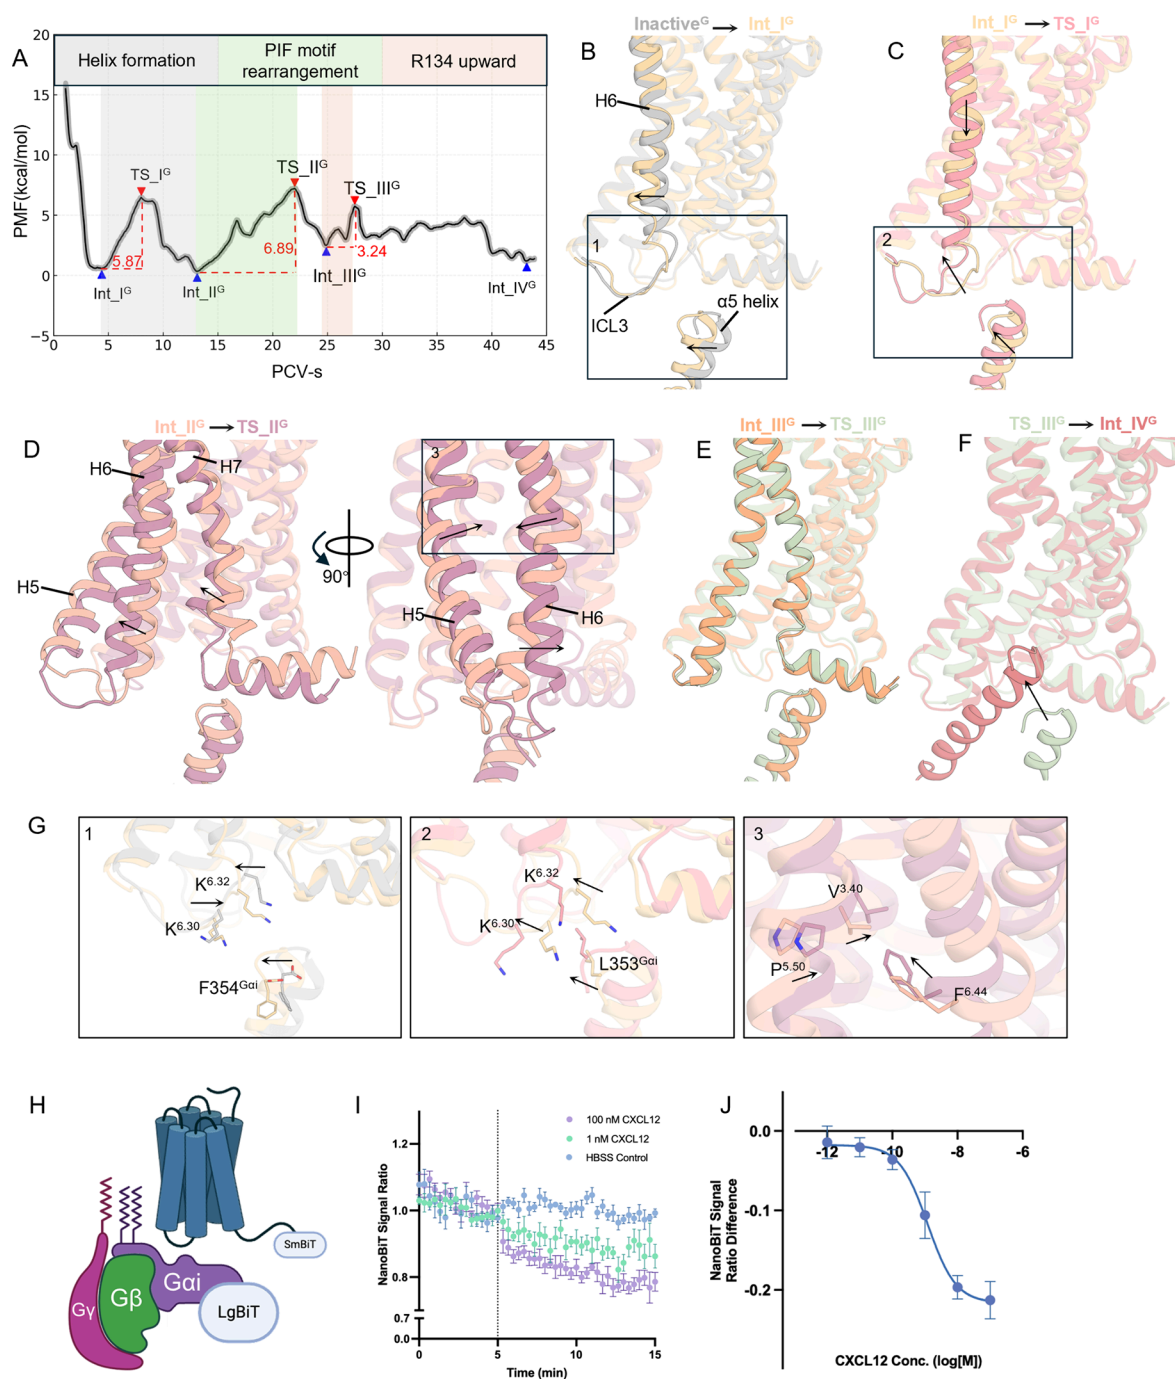 A
20
15
10
5
0
−5
PMF(kcal/mol)
Helix formation
PIF motif
rearrangement
R134 upward
TS_I^G
TS_II^G
TS_III^G
5.87
6.89
3.24
Int_I^G
Int_II^G
Int_III^G
Int_IV^G
0 5 10 15 20 25 30 35 40 45
PCV-s
B
Inactive^G → Int_I^G
H6
1
ICL3
α5 helix
C
Int_I^G → TS_I^G
2
D
Int_II^G → TS_II^G
H6
H7
H5
90°
3
H5
H6
E
Int_III^G → TS_III^G
F
TS_III^G → Int_IV^G
G
1
K^6.32
K^6.30
F354^Gαi
2
K^6.32
K^6.30
L353^Gαi
3
V^3.40
P^5.50
F^6.44
H
SmBiT
Gαi
Gβ
Gγ
LgBiT
I
100 nM CXCL12
1 nM CXCL12
HBSS Control
NanoBiT Signal Ratio
1.2
1.0
0.8
0.7
0.0
0 5 10 15
Time (min)
J
0.0
-0.1
-0.2
-12 -10 -8 -6
NanoBiT Signal
Ratio Difference
CXCL12 Conc. (log[M])